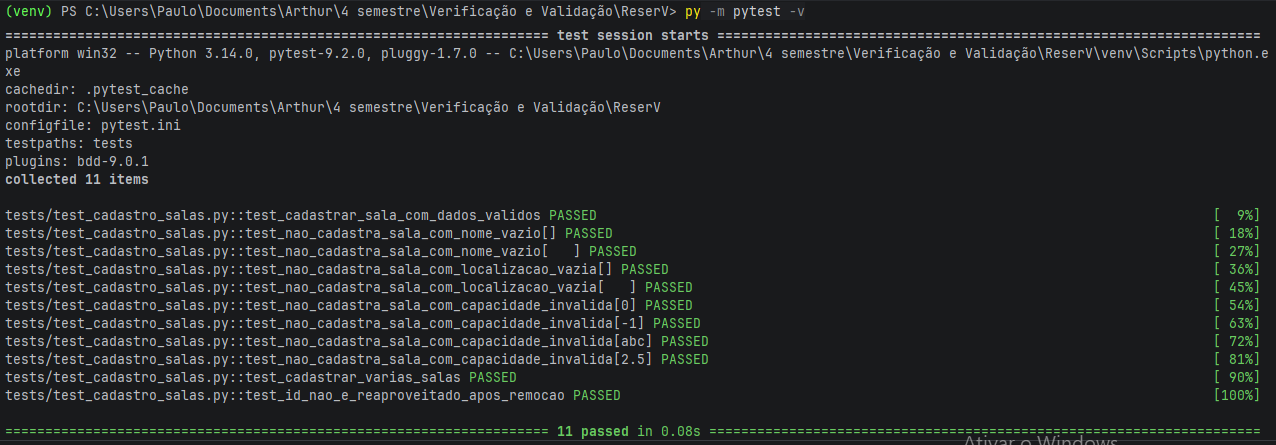 (venv) PS C:\Users\Paulo\Documents\Arthur\4 semestre\Verificação e Validação\ReserV> py -m pytest -v
============================= test session starts =============================
platform win32 -- Python 3.14.0, pytest-9.2.0, pluggy-1.7.0 -- C:\Users\Paulo\Documents\Arthur\4 semestre\Verificação e Validação\ReserV\venv\Scripts\python.e
xe
cachedir: .pytest_cache
rootdir: C:\Users\Paulo\Documents\Arthur\4 semestre\Verificação e Validação\ReserV
configfile: pytest.ini
testpaths: tests
plugins: bdd-9.0.1
collected 11 items
tests/test_cadastro_salas.py::test_cadastrar_sala_com_dados_validos PASSED [  9%]
tests/test_cadastro_salas.py::test_nao_cadastra_sala_com_nome_vazio[] PASSED [ 18%]
tests/test_cadastro_salas.py::test_nao_cadastra_sala_com_nome_vazio[   ] PASSED [ 27%]
tests/test_cadastro_salas.py::test_nao_cadastra_sala_com_localizacao_vazia[] PASSED [ 36%]
tests/test_cadastro_salas.py::test_nao_cadastra_sala_com_localizacao_vazia[   ] PASSED [ 45%]
tests/test_cadastro_salas.py::test_nao_cadastra_sala_com_capacidade_invalida[0] PASSED [ 54%]
tests/test_cadastro_salas.py::test_nao_cadastra_sala_com_capacidade_invalida[-1] PASSED [ 63%]
tests/test_cadastro_salas.py::test_nao_cadastra_sala_com_capacidade_invalida[abc] PASSED [ 72%]
tests/test_cadastro_salas.py::test_nao_cadastra_sala_com_capacidade_invalida[2.5] PASSED [ 81%]
tests/test_cadastro_salas.py::test_cadastrar_varias_salas PASSED [ 90%]
tests/test_cadastro_salas.py::test_id_nao_e_reaproveitado_apos_remocao PASSED [100%]
============================= 11 passed in 0.08s =============================
Ativar o Windows